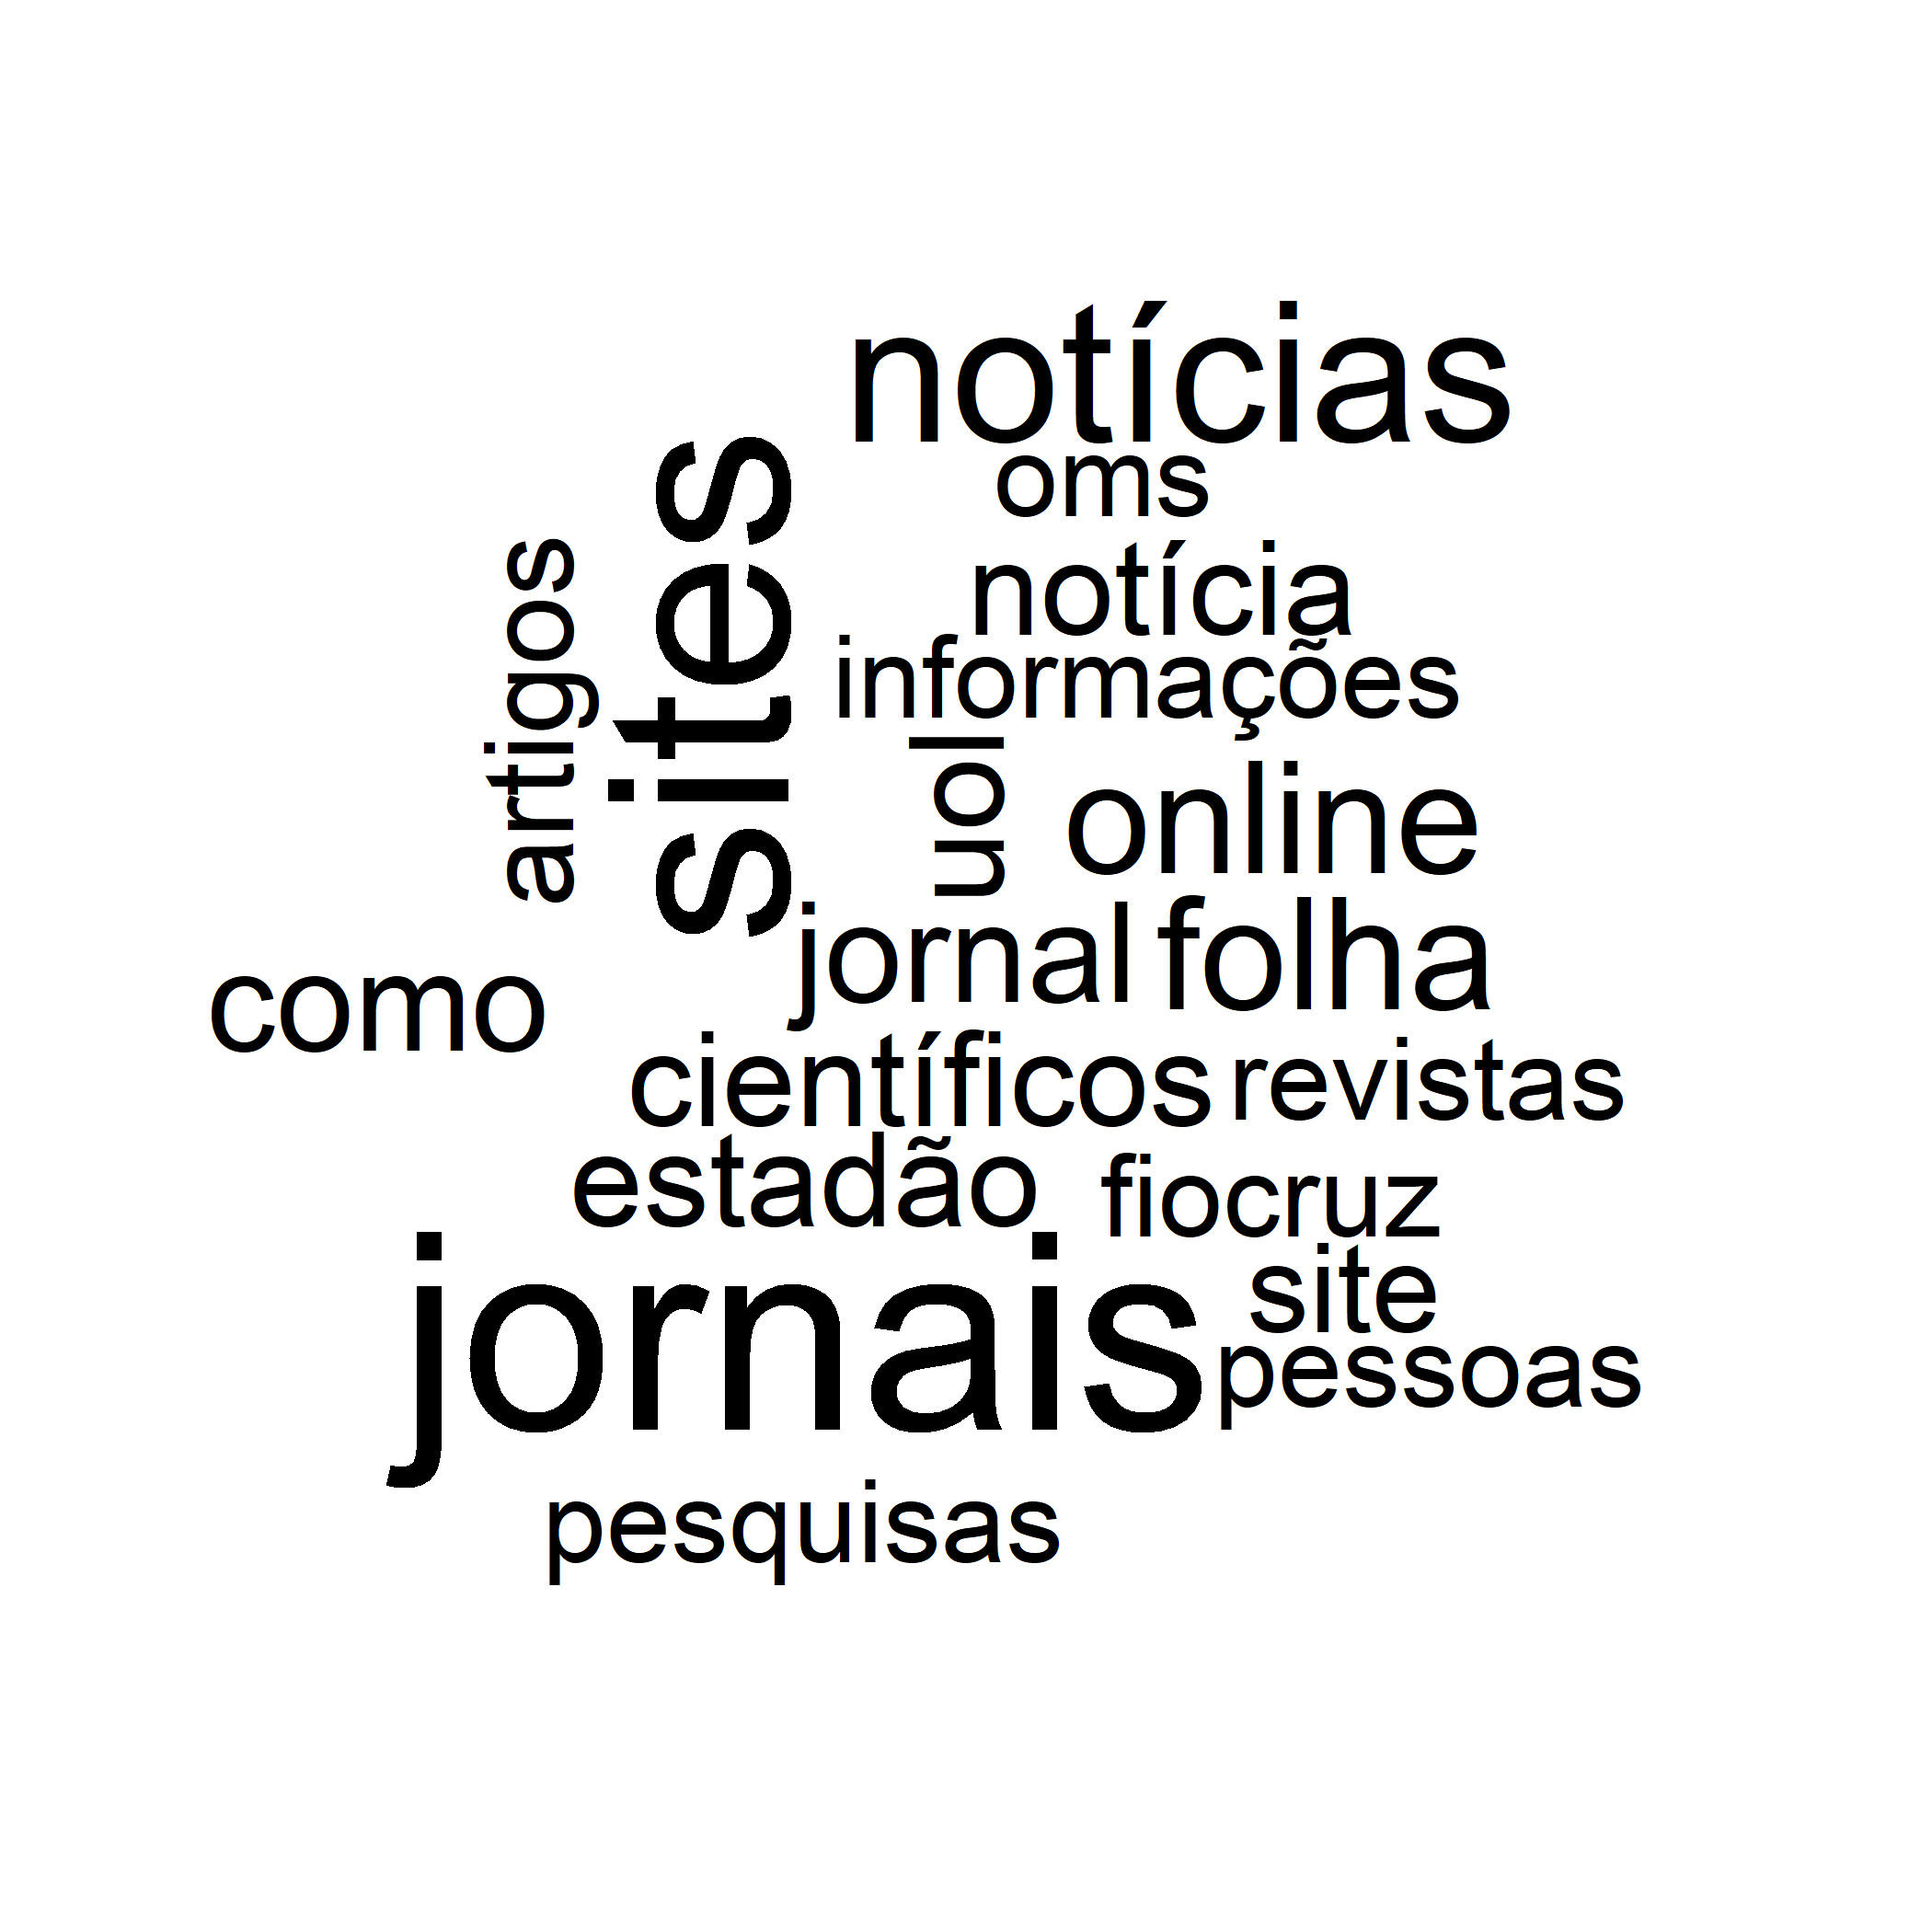 notícias
oms
sites
artigos
notícia
informações
uol
online
jornal folha
como
científicos revistas
estadão fiocruz
jornais site
pessoas
pesquisas